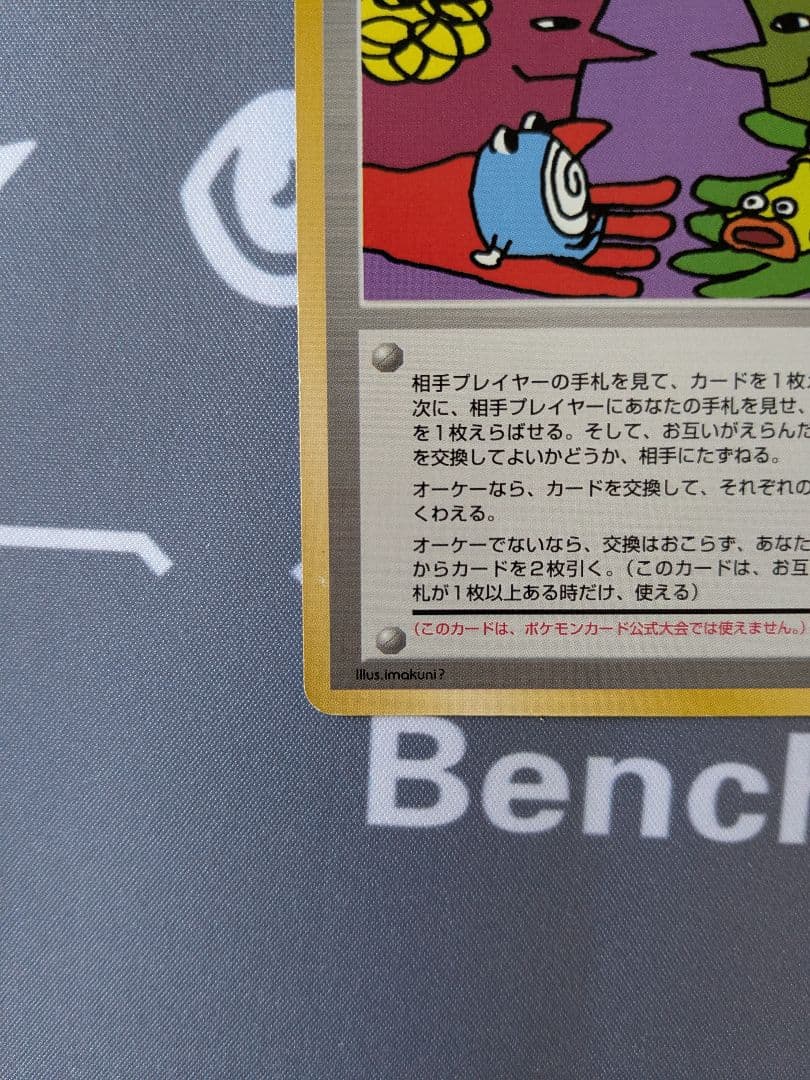 相手プレイヤーの手札を見て、カードを1枚
次に、相手プレイヤーにあなたの手札を見せ、
を1枚えらばせる。そして、お互いがえらんだ
を交換してよいかどうか、相手にたずねる。
オーケーなら、カードを交換して、それぞれの
くわえる。
オーケーでないなら、交換はおこらず、あなた
からカードを2枚引く。(このカードは、お互
札が1枚以上ある時だけ、使える)
(このカードは、ポケモンカード公式大会では使えません。)
Illus.imakuni?
Bench